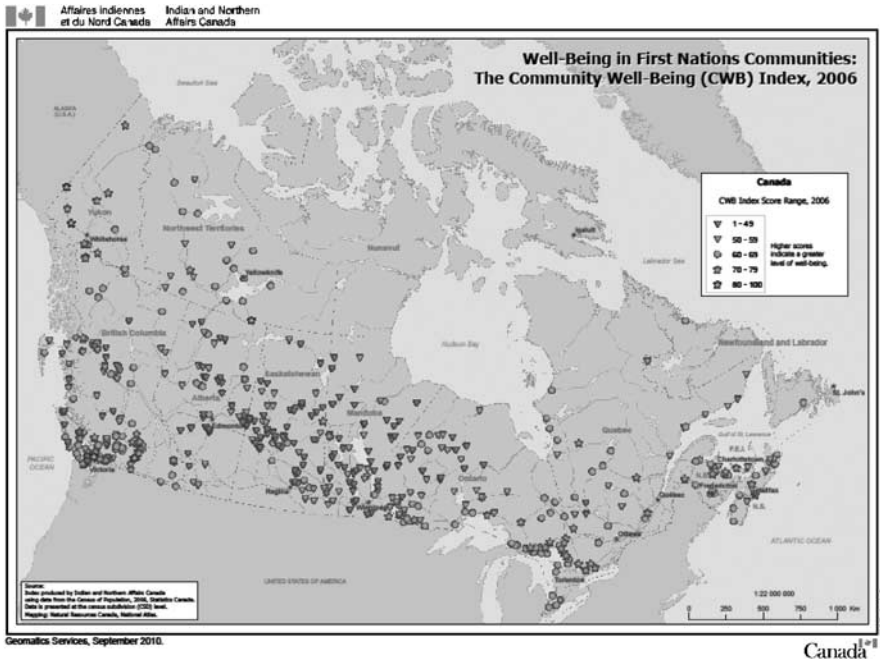 Affaires indiennes
et du Nord Canada
Indian and Northern
Affairs Canada
Well-Being in First Nations Communities:
The Community Well-Being (CWB) Index, 2006
Beaufort Sea
ALASKA
(U.S.A.)
Yukon
Whitehorse
Northwest Territories
Yellowknife
Nunavut
Iqaluit
Labrador Sea
Canada
CWB Index Score Range, 2006
1 - 49
50 - 59
60 - 69
70 - 79
80 - 100
Higher scores
indicate a greater
level of well-being.
British Columbia
Hudson Bay
Newfoundland and Labrador
Saskatchewan
Alberta
Edmonton
Manitoba
St. John's
Quebec
Gulf of St. Lawrence
P.E.I.
Charlottetown
N.B.
Fredericton
Halifax
N.S.
PACIFIC
OCEAN
Victoria
Regina
Winnipeg
Ontario
Québec
Ottawa
Toronto
ATLANTIC OCEAN
UNITED STATES OF AMERICA
Source:
Index produced by Indian and Northern Affairs Canada
using data from the Census of Population, 2006, Statistics Canada.
Data is presented at the census subdivision (CSD) level.
Mapping: Natural Resources Canada, National Atlas.
1:22 000 000
0 250 500 750 1 000 Km
Geomatics Services, September 2010.
Canada